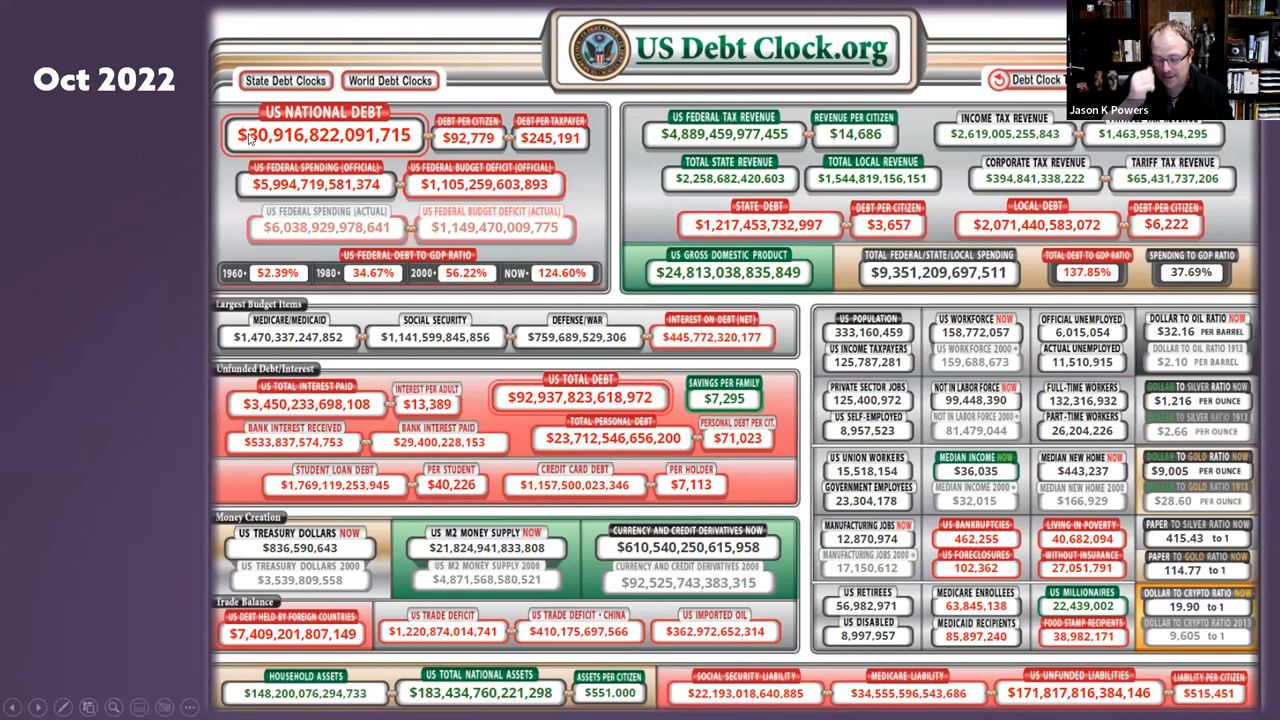 Oct 2022
US Debt Clock.org
State Debt Clocks
World Debt Clocks
Debt Clock
Jason K Powers
US NATIONAL DEBT
$30,916,822,091,715
DEBT PER CITIZEN
$92,779
DEBT PER TAXPAYER
$245,191
US FEDERAL SPENDING (OFFICIAL)
$5,994,719,581,374
US FEDERAL BUDGET DEFICIT (OFFICIAL)
$1,105,259,603,893
US FEDERAL SPENDING (ACTUAL)
$6,038,929,978,641
US FEDERAL BUDGET DEFICIT (ACTUAL)
$1,149,470,009,775
US FEDERAL DEBT TO GDP RATIO
1960• 52.39% 1980• 34.67% 2000• 56.22% NOW• 124.60%
US FEDERAL TAX REVENUE
$4,889,459,977,455
REVENUE PER CITIZEN
$14,686
INCOME TAX REVENUE
$2,619,005,255,843
$1,463,958,194,295
TOTAL STATE REVENUE
$2,258,682,420,603
TOTAL LOCAL REVENUE
$1,544,819,156,151
CORPORATE TAX REVENUE
$394,841,338,222
TARIFF TAX REVENUE
$65,431,737,206
STATE DEBT
$1,217,453,732,997
DEBT PER CITIZEN
$3,657
LOCAL DEBT
$2,071,440,583,072
DEBT PER CITIZEN
$6,222
US GROSS DOMESTIC PRODUCT
$24,813,038,835,849
TOTAL FEDERAL/STATE/LOCAL SPENDING
$9,351,209,697,511
TOTAL DEBT TO GDP RATIO
137.85%
SPENDING TO GDP RATIO
37.69%
Largest Budget Items
MEDICARE/MEDICAID
$1,470,337,247,852
SOCIAL SECURITY
$1,141,599,845,856
DEFENSE/WAR
$759,689,529,306
INTEREST ON DEBT (NET)
$445,772,320,177
Unfunded Debt/Interest
US TOTAL INTEREST PAID
$3,450,233,698,108
INTEREST PER ADULT
$13,389
US TOTAL DEBT
$92,937,823,618,972
SAVINGS PER FAMILY
$7,295
BANK INTEREST RECEIVED
$533,837,574,753
BANK INTEREST PAID
$29,400,228,153
TOTAL PERSONAL DEBT
$23,712,546,656,200
PERSONAL DEBT PER CIT.
$71,023
STUDENT LOAN DEBT
$1,769,119,253,945
PER STUDENT
$40,226
CREDIT CARD DEBT
$1,157,500,023,346
PER HOLDER
$7,113
Money Creation
US TREASURY DOLLARS NOW
$836,590,643
US TREASURY DOLLARS 2000
$3,539,809,558
US M2 MONEY SUPPLY NOW
$21,824,941,833,808
US M2 MONEY SUPPLY 2000
$4,871,568,580,521
CURRENCY AND CREDIT DERIVATIVES NOW
$610,540,250,615,958
CURRENCY AND CREDIT DERIVATIVES 2000
$92,525,743,383,315
Trade Balance
US DEBT HELD BY FOREIGN COUNTRIES
$7,409,201,807,149
US TRADE DEFICIT
$1,220,874,014,741
US TRADE DEFICIT • CHINA
$410,175,697,566
US IMPORTED OIL
$362,972,652,314
US POPULATION
333,160,459
US INCOME TAXPAYERS
125,787,281
US WORKFORCE NOW
158,772,057
US WORKFORCE 2000•
159,688,673
OFFICIAL UNEMPLOYED
6,015,054
ACTUAL UNEMPLOYED
11,510,915
DOLLAR TO OIL RATIO NOW
$32.16 PER BARREL
DOLLAR TO OIL RATIO 1913
$2.10 PER BARREL
PRIVATE SECTOR JOBS
125,400,972
US SELF-EMPLOYED
8,957,523
NOT IN LABOR FORCE NOW
99,448,390
NOT IN LABOR FORCE 2000•
81,479,044
FULL-TIME WORKERS
132,316,932
PART-TIME WORKERS
26,204,226
DOLLAR TO SILVER RATIO NOW
$1,216 PER OUNCE
DOLLAR TO SILVER RATIO 1913
$2.66 PER OUNCE
US UNION WORKERS
15,518,154
GOVERNMENT EMPLOYEES
23,304,178
MEDIAN INCOME NOW
$36,035
MEDIAN INCOME 2000•
$32,015
MEDIAN NEW HOME NOW
$443,237
MEDIAN NEW HOME 2000
$166,929
DOLLAR TO GOLD RATIO NOW
$9,005 PER OUNCE
DOLLAR TO GOLD RATIO 1913
$28.60 PER OUNCE
MANUFACTURING JOBS NOW
12,870,974
MANUFACTURING JOBS 2000•
17,150,612
US BANKRUPTCIES
462,255
US FORECLOSURES
102,362
LIVING IN POVERTY
40,682,094
WITHOUT INSURANCE
27,051,791
PAPER TO SILVER RATIO NOW
415.43 to 1
PAPER TO GOLD RATIO NOW
114.77 to 1
US RETIREES
56,982,971
US DISABLED
8,997,957
MEDICARE ENROLLEES
63,845,138
MEDICAID RECIPIENTS
85,897,240
US MILLIONAIRES
22,439,002
FOOD STAMP RECIPIENTS
38,982,171
DOLLAR TO CRYPTO RATIO NOW
19.90 to 1
DOLLAR TO CRYPTO RATIO 2013
9,605 to 1
HOUSEHOLD ASSETS
$148,200,076,294,733
US TOTAL NATIONAL ASSETS
$183,434,760,221,298
ASSETS PER CITIZEN
$551,000
SOCIAL SECURITY LIABILITY
$22,193,018,640,885
MEDICARE LIABILITY
$34,555,596,543,686
US UNFUNDED LIABILITIES
$171,817,816,384,146
LIABILITY PER CITIZEN
$515,451